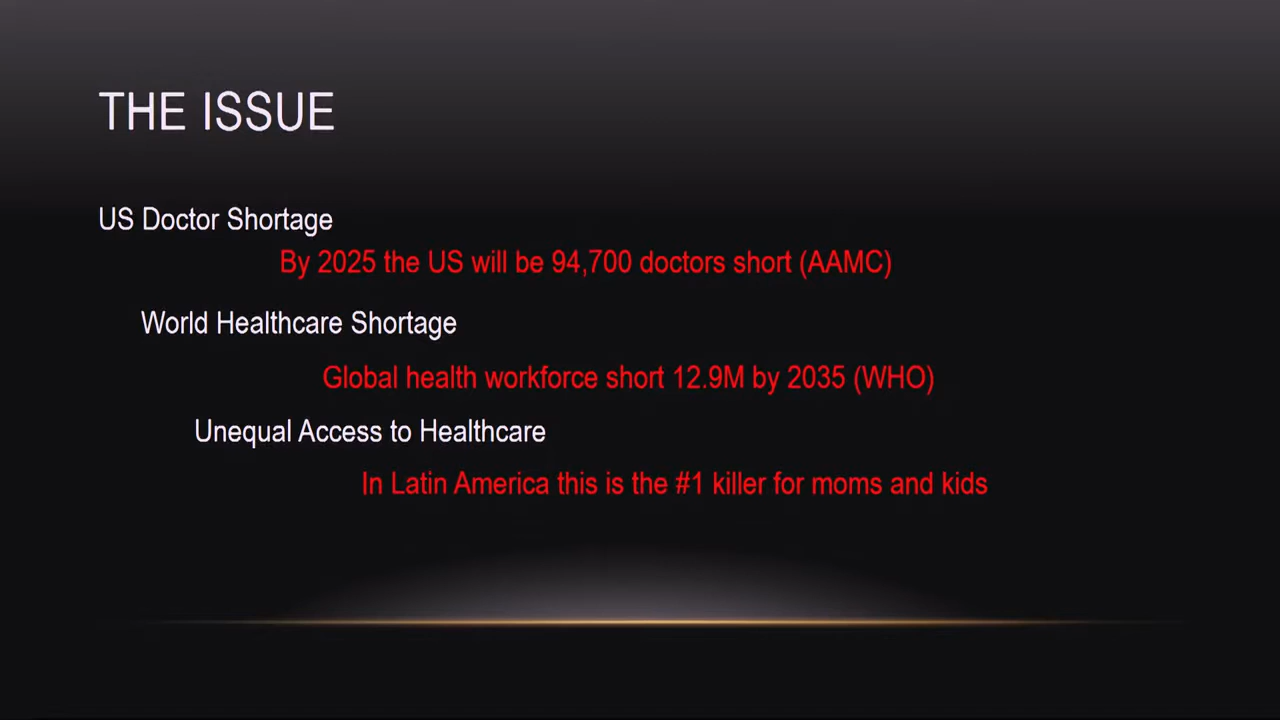 THE ISSUE
US Doctor Shortage
By 2025 the US will be 94,700 doctors short (AAMC)
World Healthcare Shortage
Global health workforce short 12.9M by 2035 (WHO)
Unequal Access to Healthcare
In Latin America this is the #1 killer for moms and kids